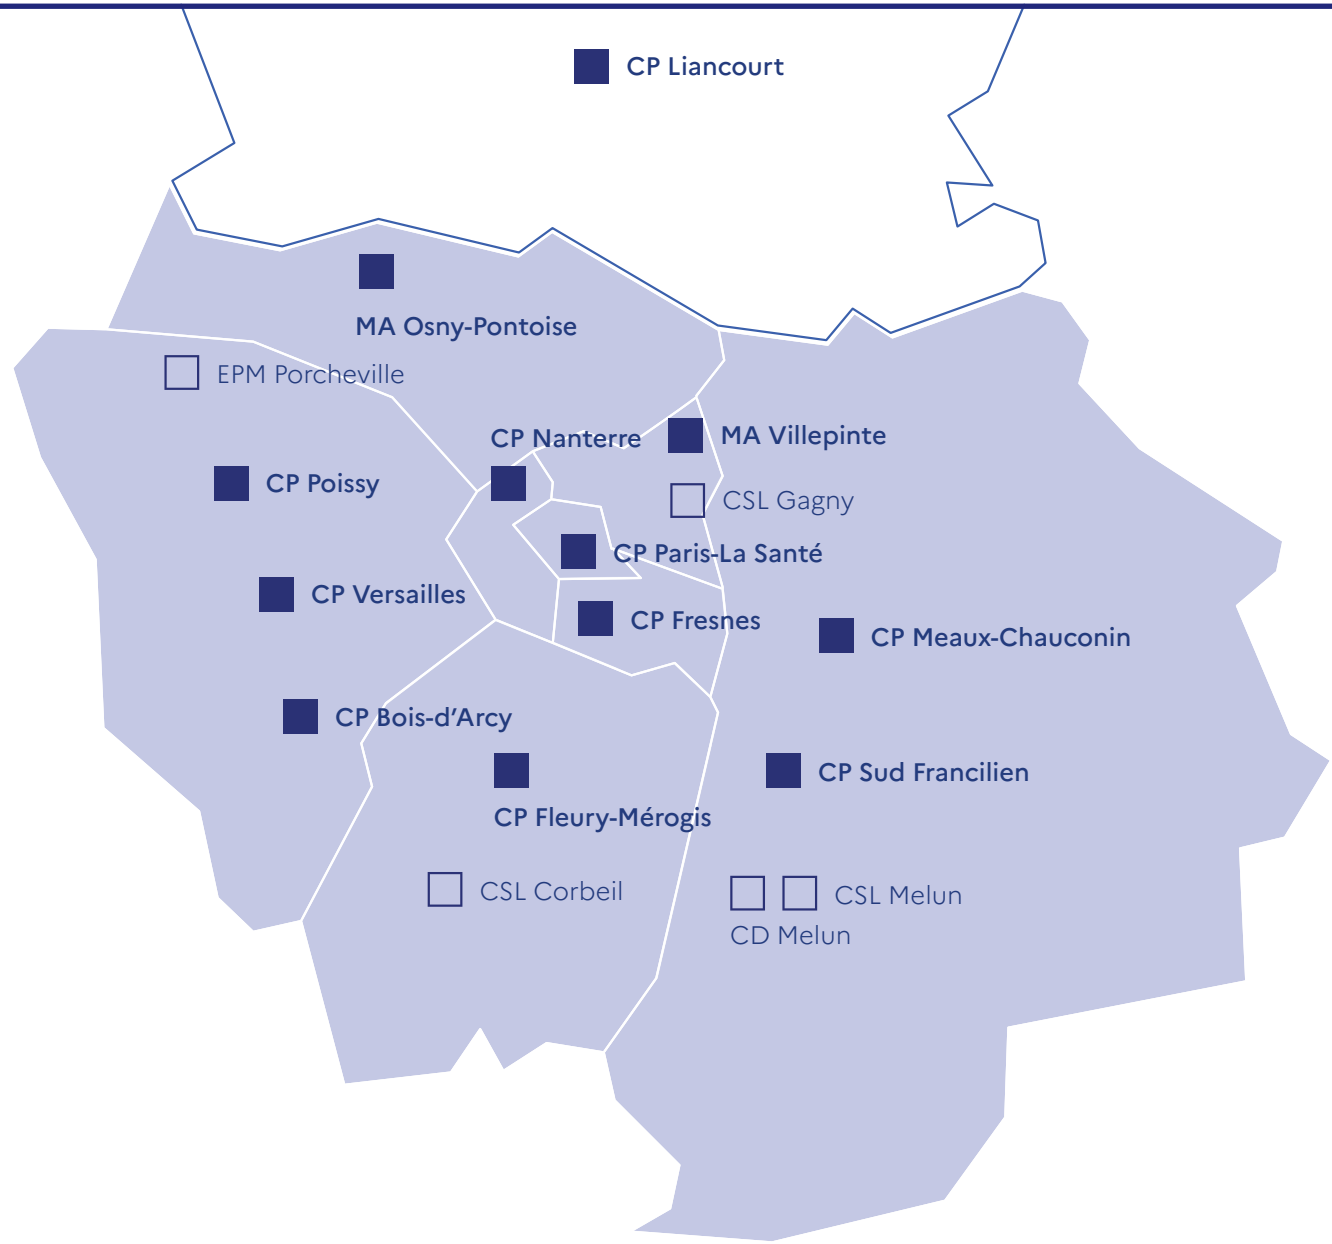 CP Liancourt
MA Osny-Pontoise
EPM Porcheville
CP Nanterre
MA Villepinte
CP Poissy
CSL Gagny
CP Paris-La Santé
CP Versailles
CP Fresnes
CP Meaux-Chauconin
CP Bois-d’Arcy
CP Sud Francilien
CP Fleury-Mérogis
CSL Corbeil
CSL Melun
CD Melun